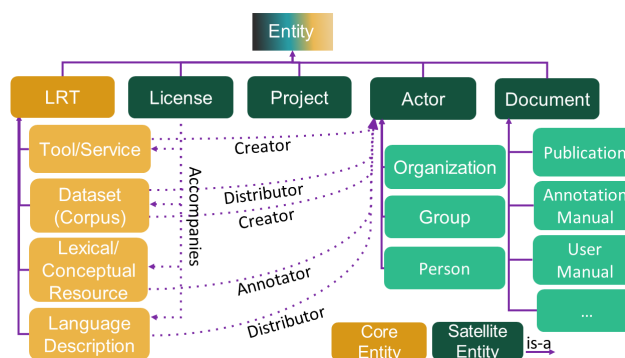 Entity
LRT
License
Project
Actor
Document
Tool/Service
Dataset
(Corpus)
Lexical/
Conceptual
Resource
Language
Description
Accompanies
Creator
Distributor
Creator
Annotator
Distributor
Organization
Group
Person
Publication
Annotation
Manual
User
Manual
...
Core
Entity
Satellite
Entity
is-a